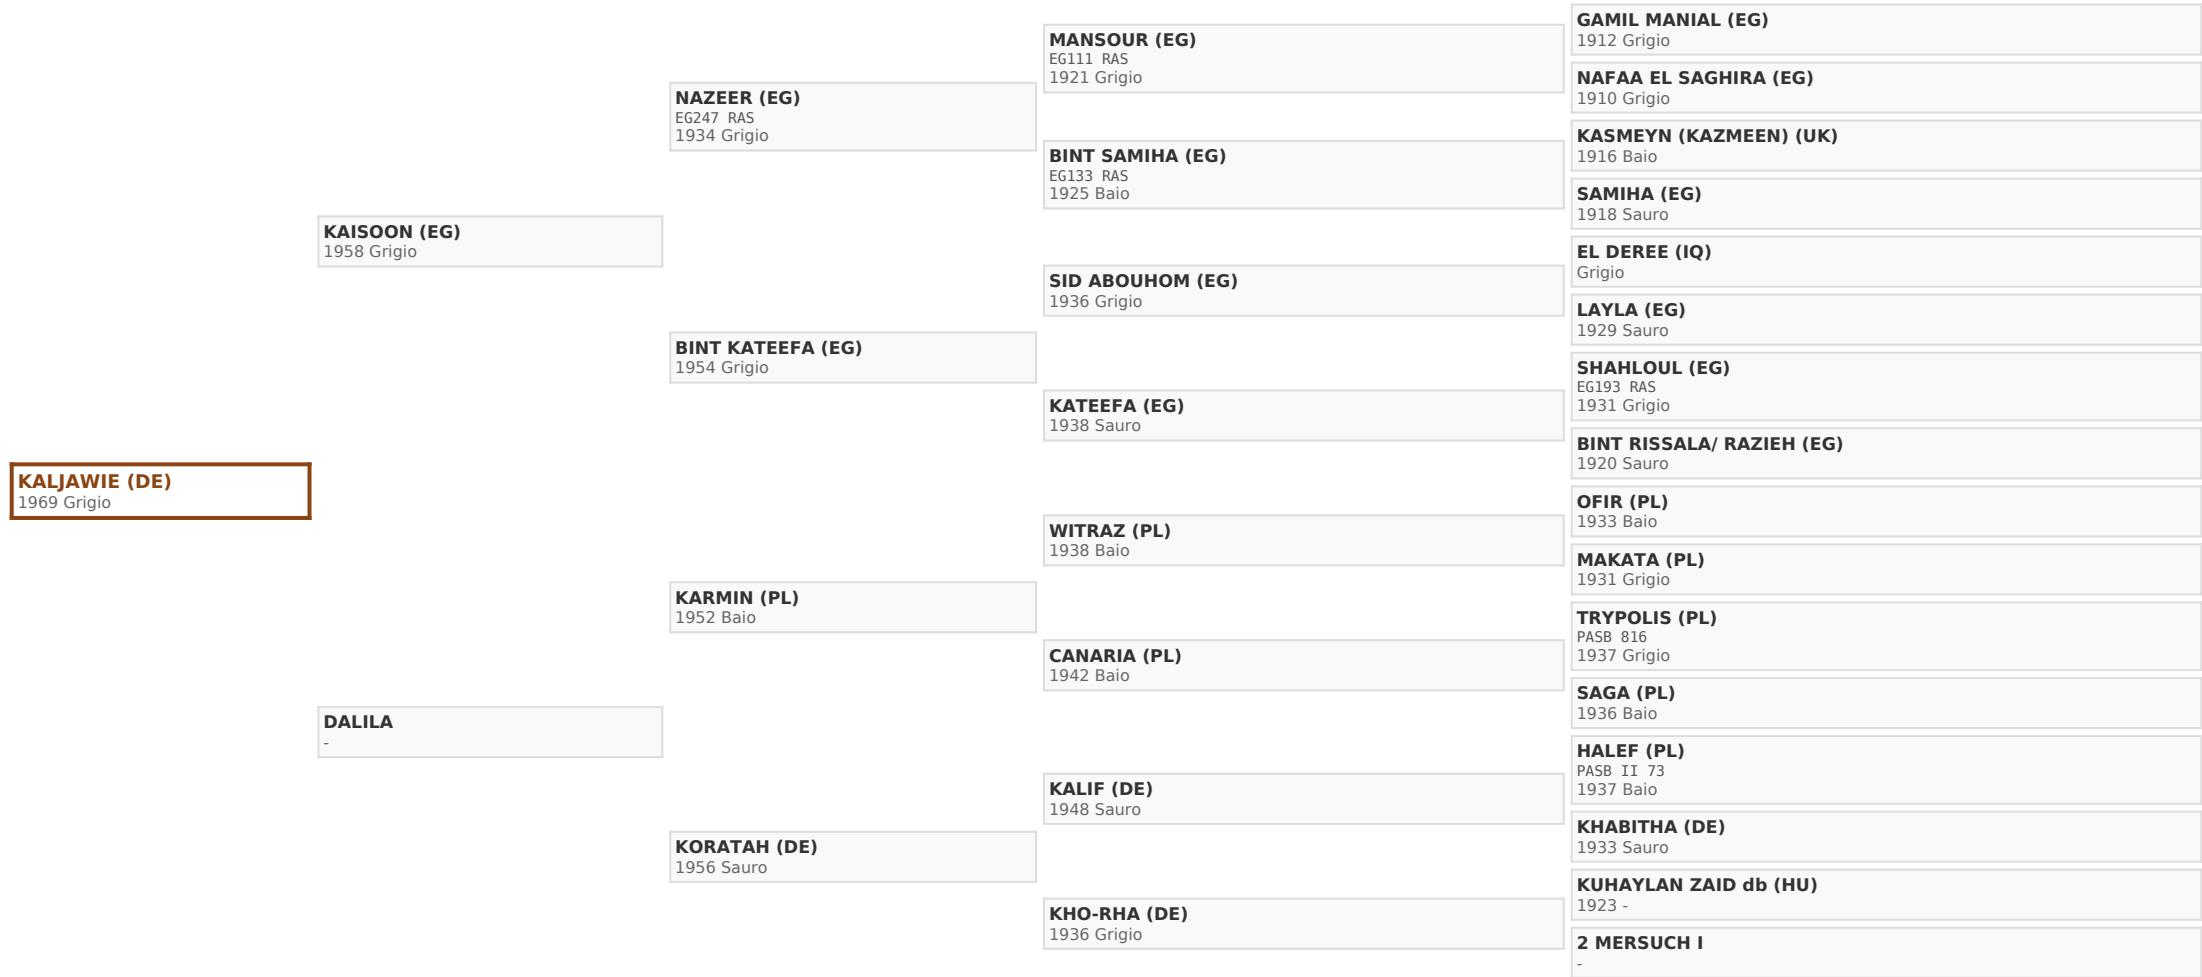 KALJAWIE (DE)
1969 Grigio
KAISOON (EG)
1958 Grigio
DALILA
-
NAZEER (EG)
EG247 RAS
1934 Grigio
BINT KATEEFA (EG)
1954 Grigio
KARMIN (PL)
1952 Baio
KORATAH (DE)
1956 Sauro
MANSOUR (EG)
EG111 RAS
1921 Grigio
BINT SAMIHA (EG)
EG133 RAS
1925 Baio
SID ABOUHOM (EG)
1936 Grigio
KATEEFA (EG)
1938 Sauro
WITRAZ (PL)
1938 Baio
CANARIA (PL)
1942 Baio
KALIF (DE)
1948 Sauro
KHO-RHA (DE)
1936 Grigio
GAMIL MANIAL (EG)
1912 Grigio
NAFAA EL SAGHIRA (EG)
1910 Grigio
KASMEYN (KAZMEEN) (UK)
1916 Baio
SAMIHA (EG)
1918 Sauro
EL DEREE (IQ)
Grigio
LAYLA (EG)
1929 Sauro
SHAHLOUL (EG)
EG193 RAS
1931 Grigio
BINT RISSALA/ RAZIEH (EG)
1920 Sauro
OFIR (PL)
1933 Baio
MAKATA (PL)
1931 Grigio
TRYPOLIS (PL)
PASB 816
1937 Grigio
SAGA (PL)
1936 Baio
HALEF (PL)
PASB II 73
1937 Baio
KHABITHA (DE)
1933 Sauro
KUHAYLAN ZAID db (HU)
1923 -
2 MERSUCH I
-